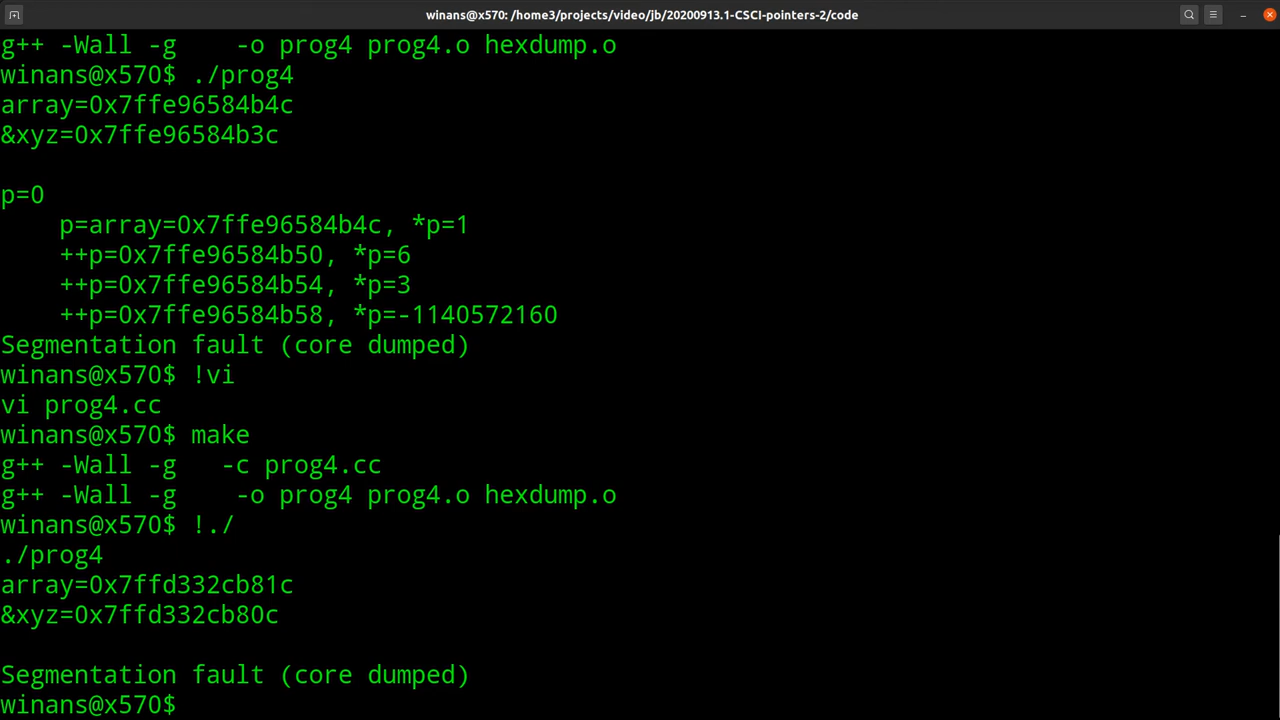 winans@x570: /home3/projects/video/jb/20200913.1-CSCI-pointers-2/code
g++ -Wall -g    -o prog4 prog4.o hexdump.o
winans@x570$ ./prog4
array=0x7ffe96584b4c
&xyz=0x7ffe96584b3c

p=0
    p=array=0x7ffe96584b4c, *p=1
    ++p=0x7ffe96584b50, *p=6
    ++p=0x7ffe96584b54, *p=3
    ++p=0x7ffe96584b58, *p=-1140572160
Segmentation fault (core dumped)
winans@x570$ !vi
vi prog4.cc
winans@x570$ make
g++ -Wall -g   -c prog4.cc
g++ -Wall -g    -o prog4 prog4.o hexdump.o
winans@x570$ !./
./prog4
array=0x7ffd332cb81c
&xyz=0x7ffd332cb80c

Segmentation fault (core dumped)
winans@x570$